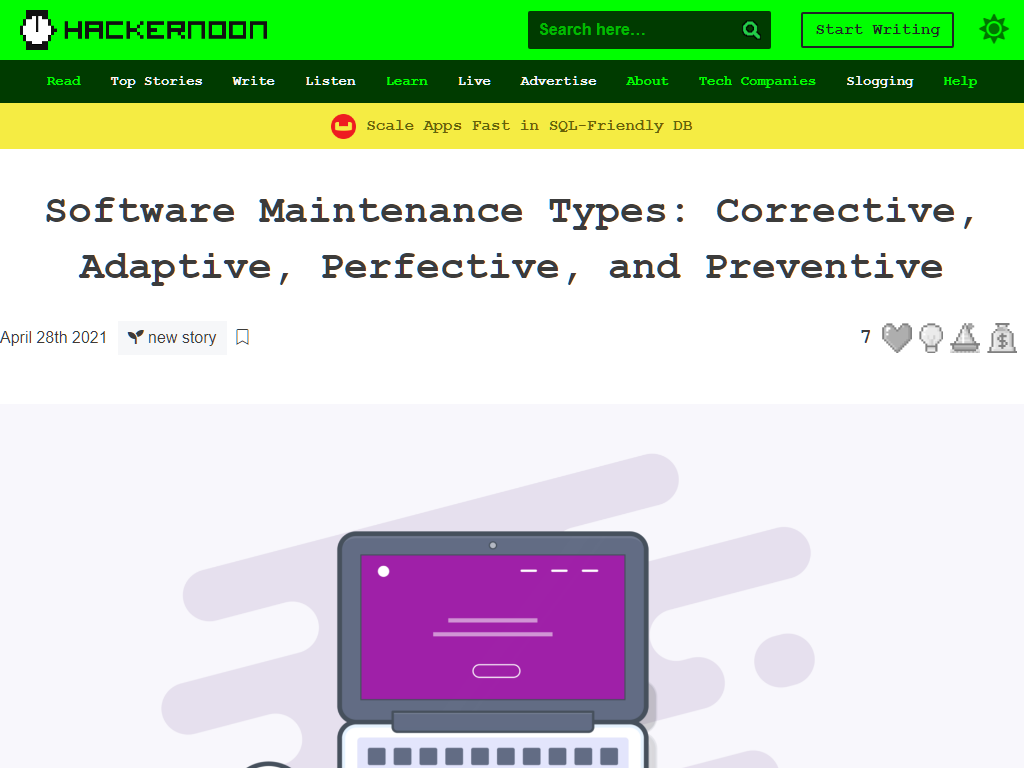 HACKERNOON
Search here...
Start Writing
Read Top Stories Write Listen Learn Live Advertise About Tech Companies Slogging Help
Scale Apps Fast in SQL-Friendly DB
Software Maintenance Types: Corrective,
Adaptive, Perfective, and Preventive
April 28th 2021 new story 7
$